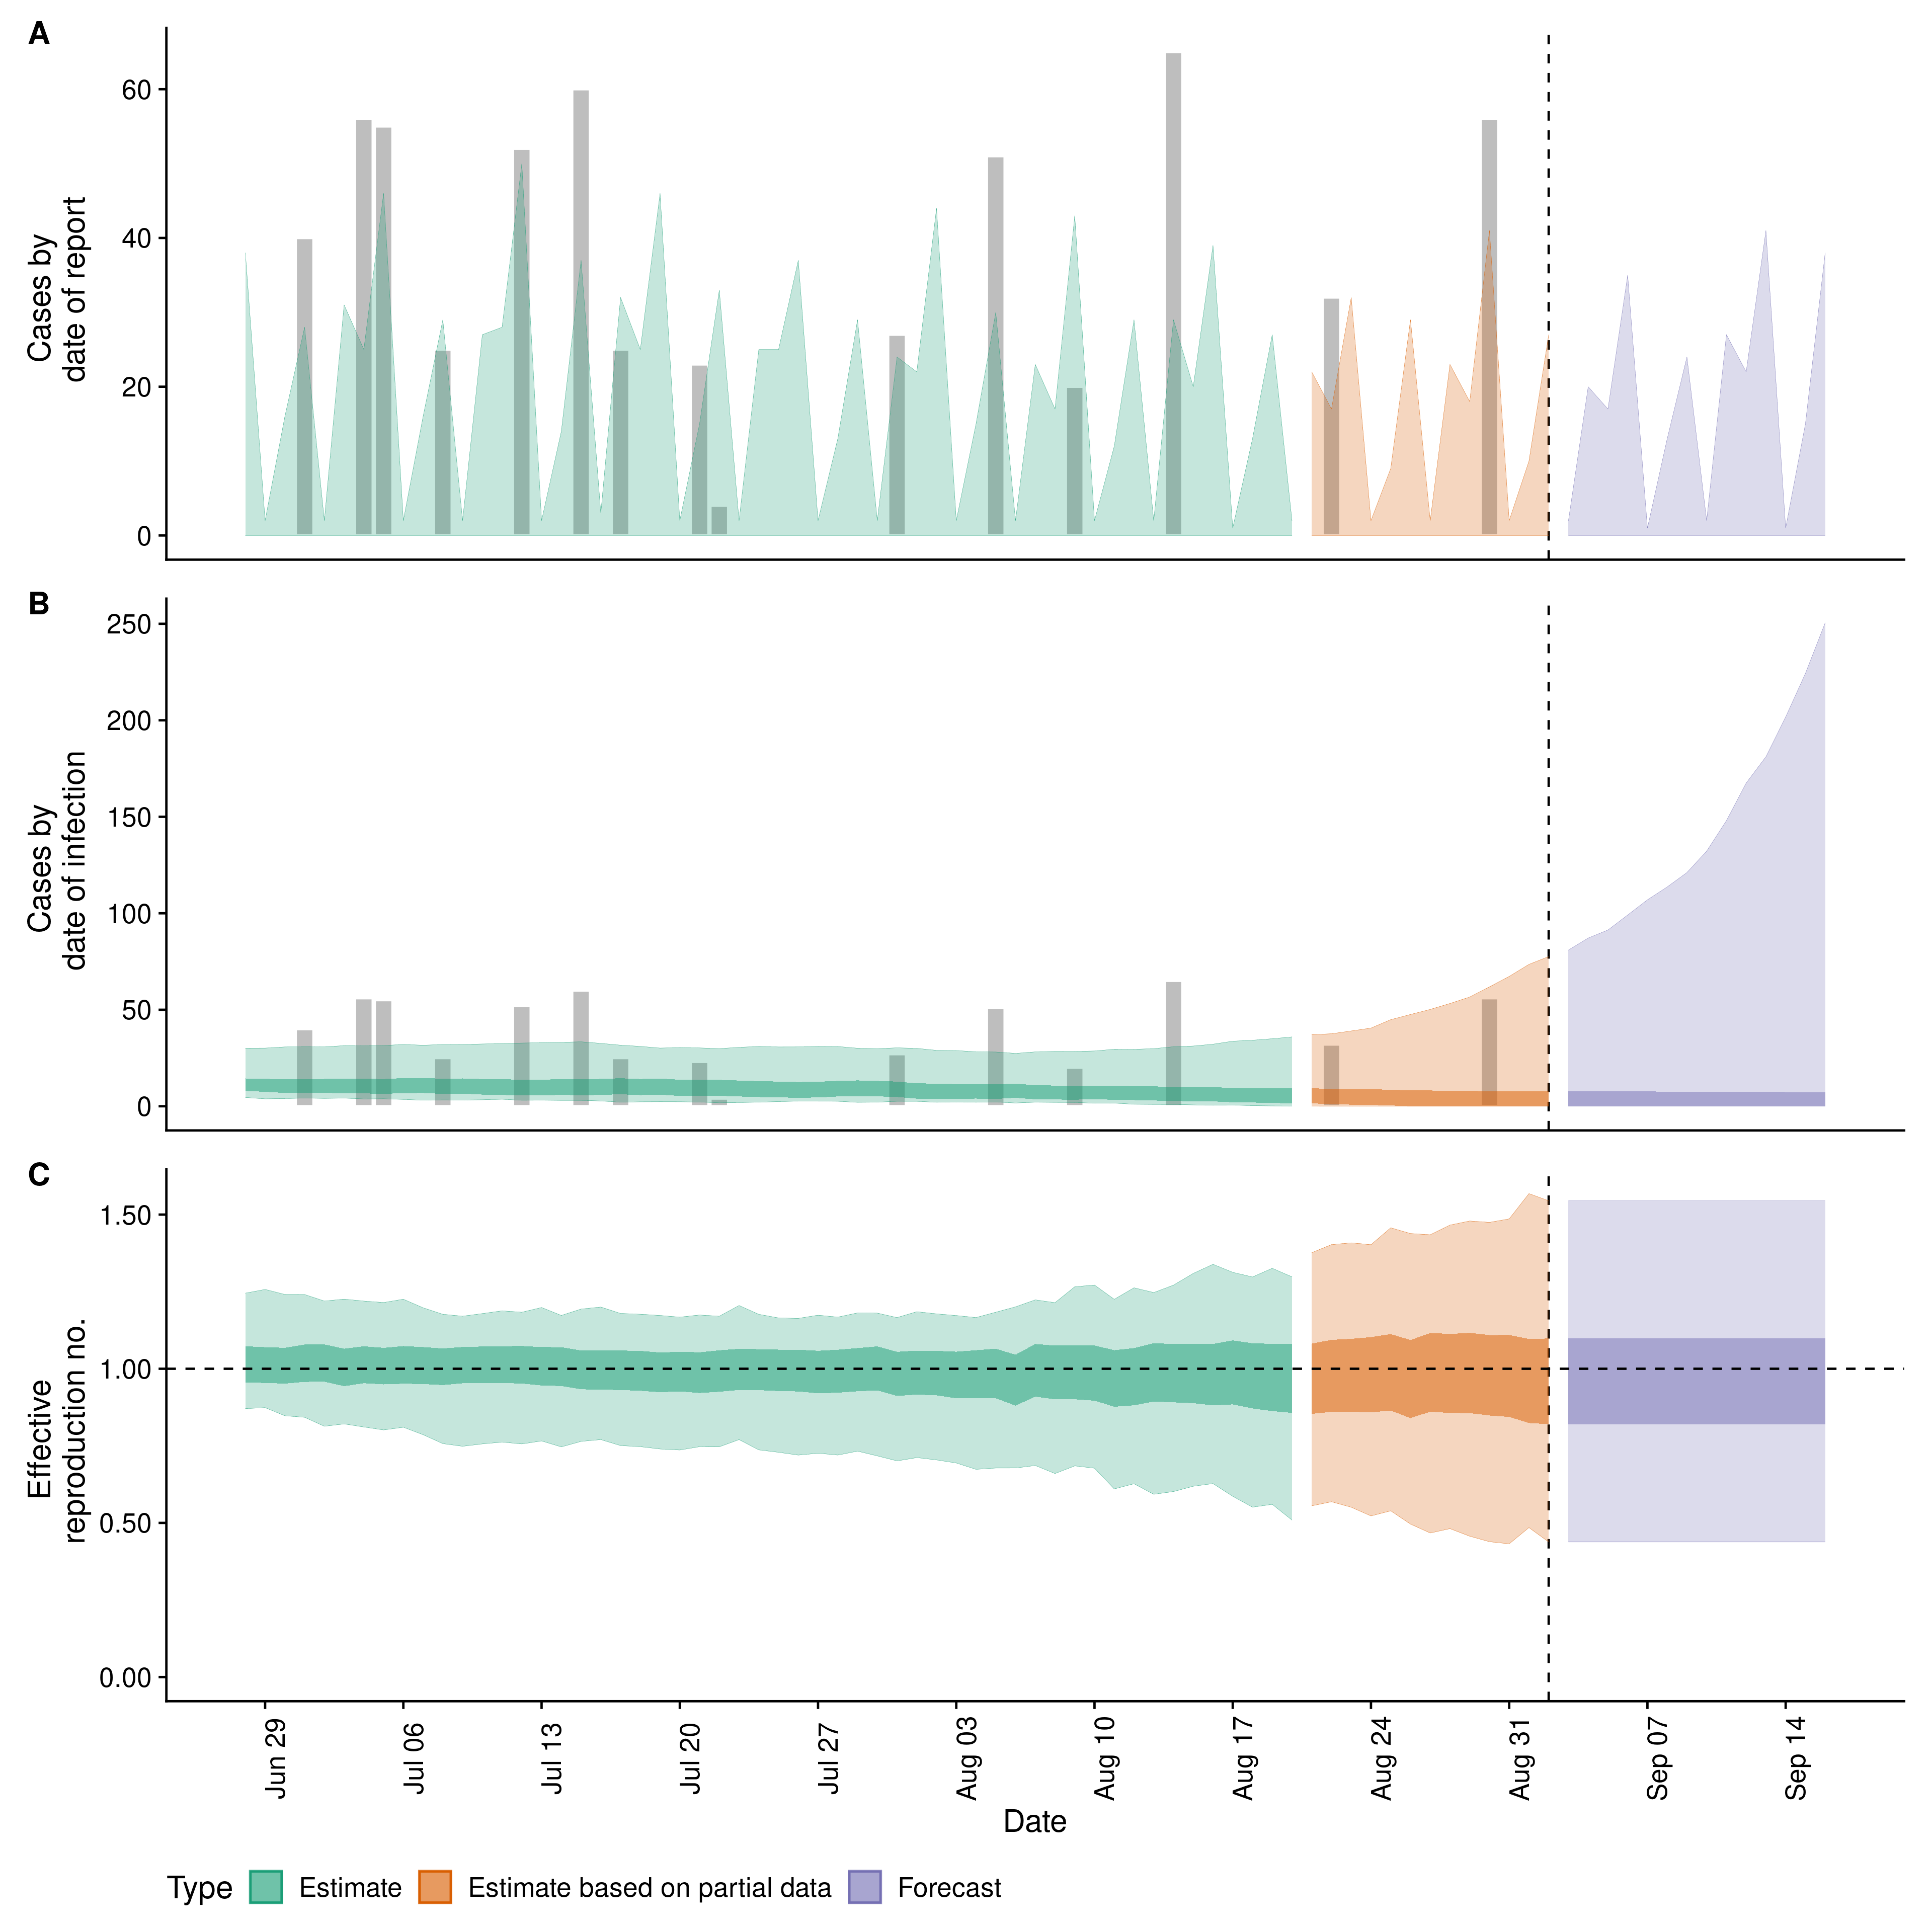 A
Cases by
date of report
60
40
20
0
B
Cases by
date of infection
250
200
150
100
50
0
C
Effective
reproduction no.
1.50
1.00
0.50
0.00
Jun 29
Jul 06
Jul 13
Jul 20
Jul 27
Aug 03
Aug 10
Aug 17
Aug 24
Aug 31
Sep 07
Sep 14
Date
Type Estimate Estimate based on partial data Forecast